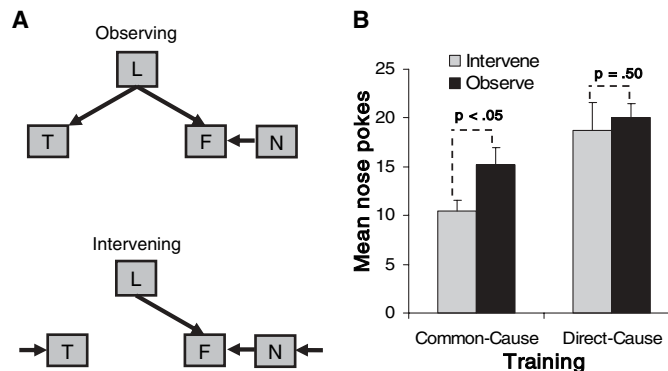 A
Observing
L
T
F
N
Intervening
L
T
F
N
B
Intervene
Observe
Mean nose pokes
25
20
15
10
5
0
p < .05
p = .50
Common-Cause
Direct-Cause
Training